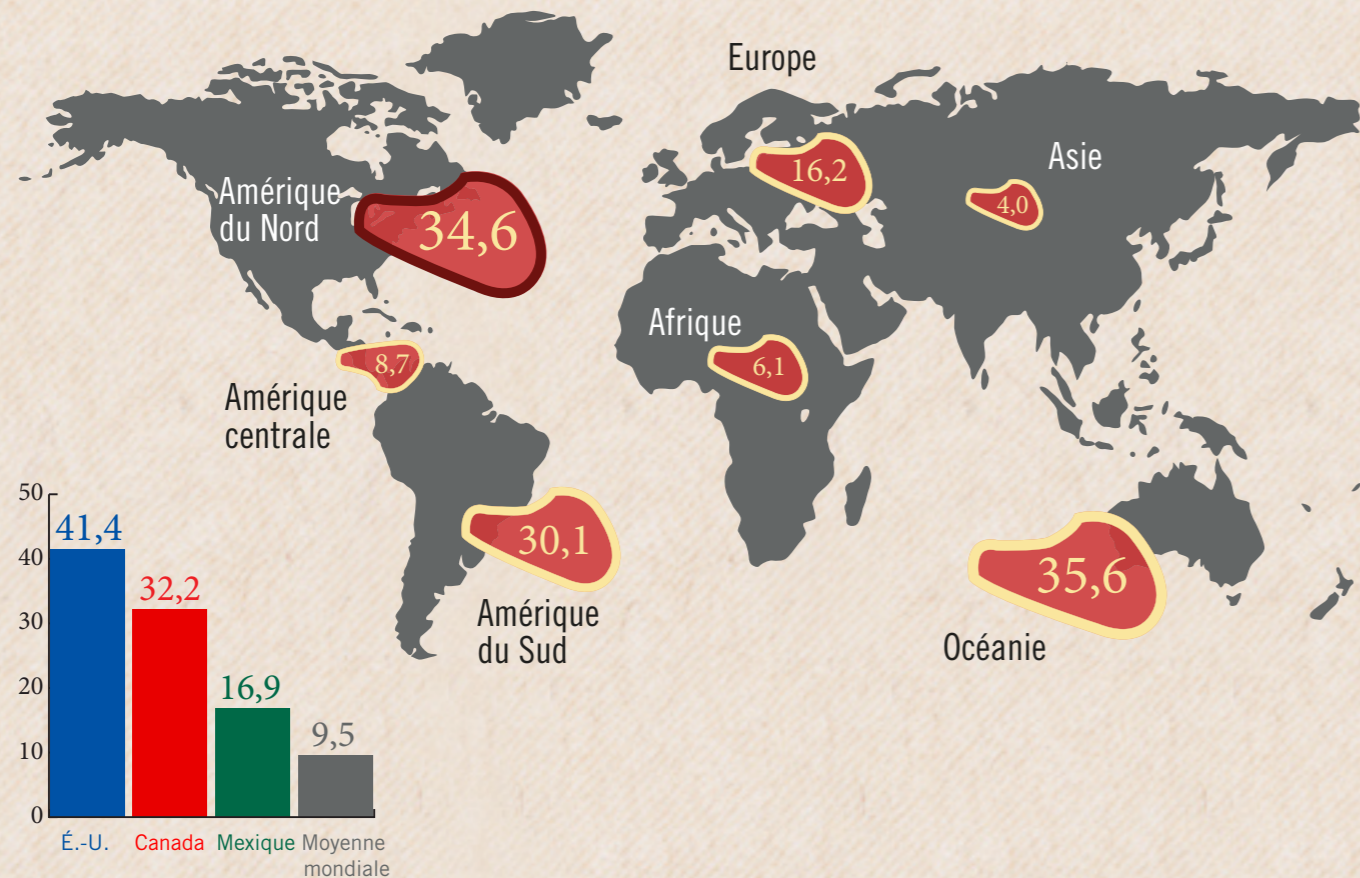 Europe
16,2
Asie
4,0
Amérique
du Nord
34,6
Afrique
6,1
8,7
Amérique
centrale
30,1
Amérique
du Sud
35,6
Océanie
50
40
30
20
10
0
41,4
32,2
16,9
9,5
É.-U.
Canada
Mexique
Moyenne
mondiale